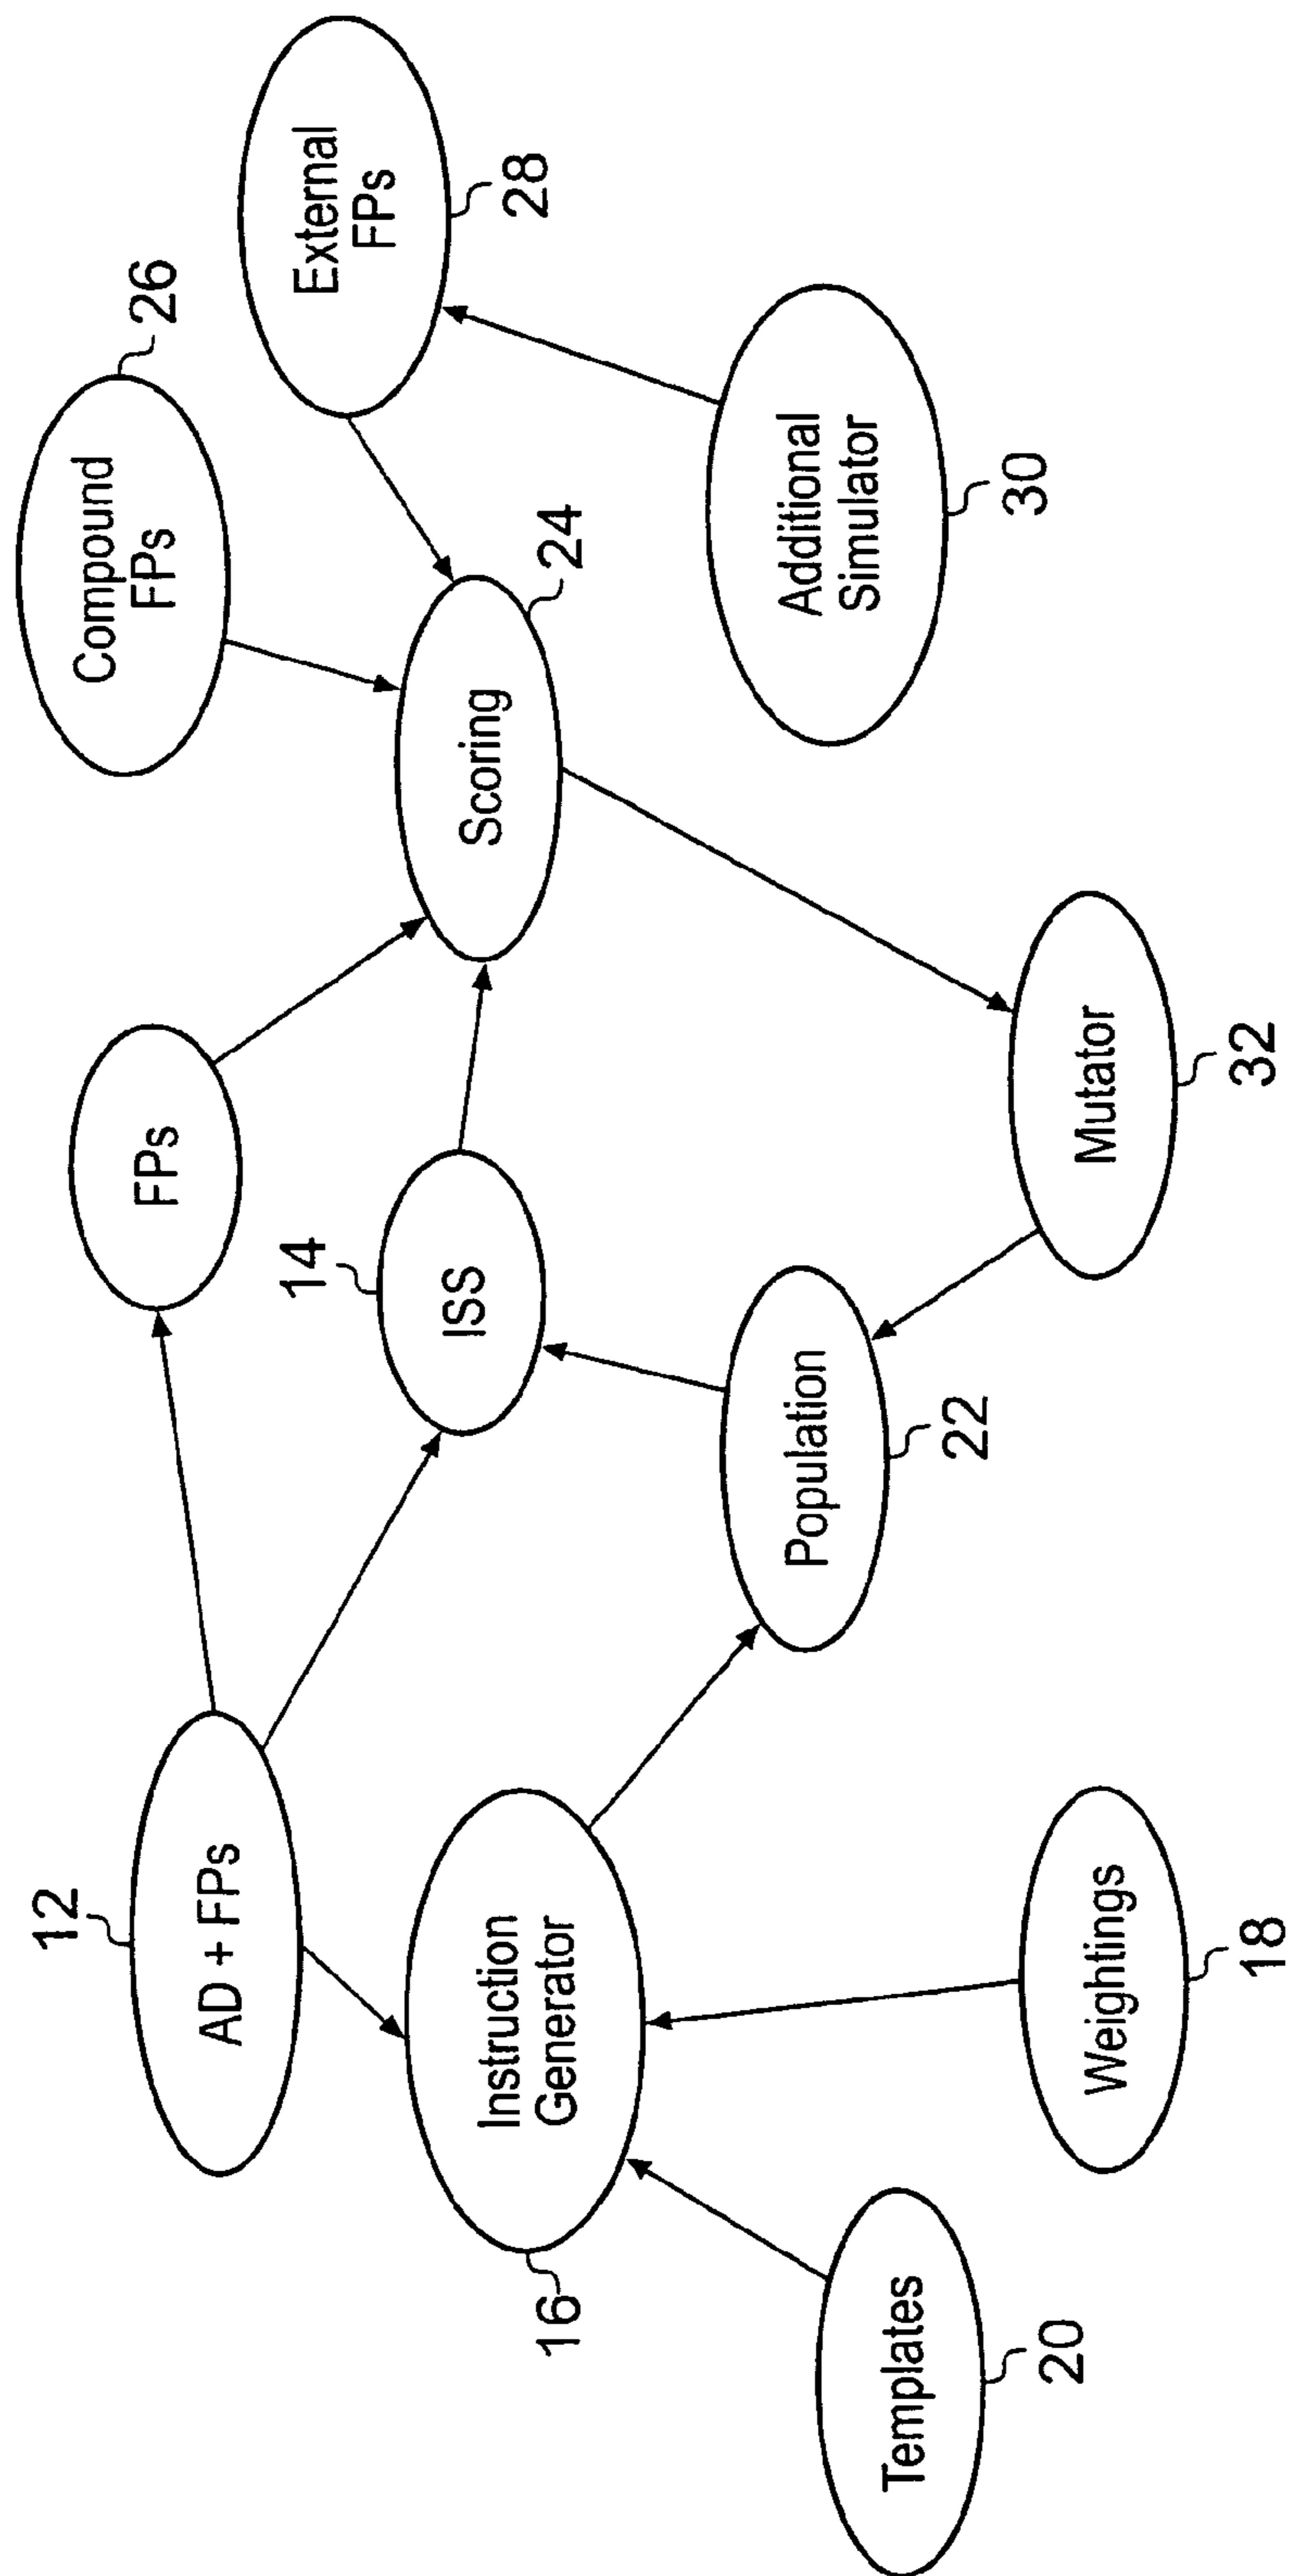 12
AD + FPs
FPs
Compound
FPs
26
External
FPs
28
14
ISS
Scoring
24
16
Instruction
Generator
Population
22
Additional
Simulator
30
Templates
20
Weightings
18
Mutator
32